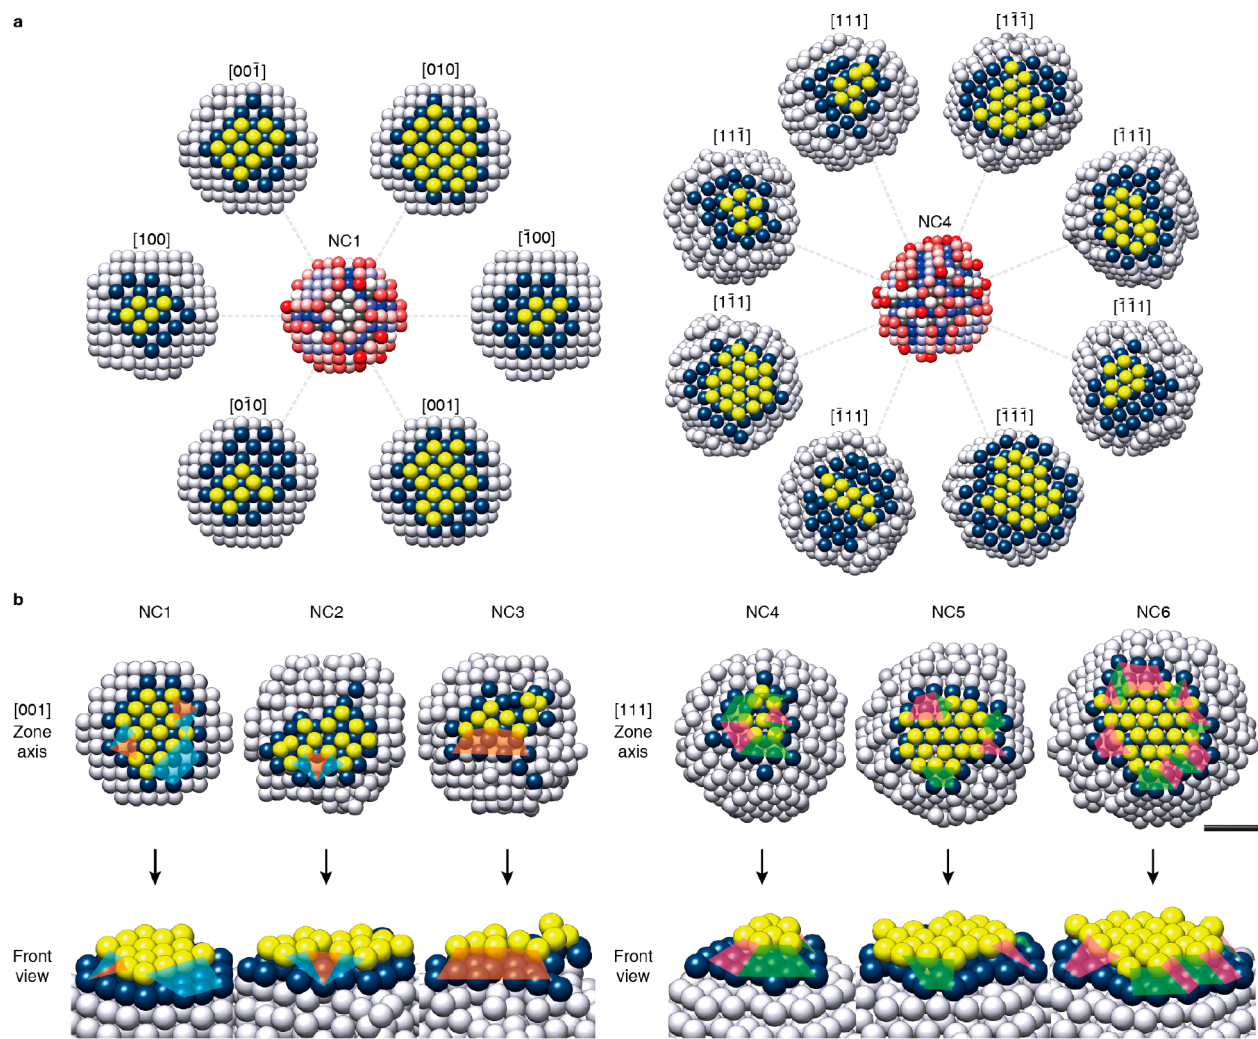 a
[001̄]
[010]
[100]
NC1
[1̄00]
[01̄0]
[001]
[111]
[11̄1̄]
[111̄]
[1̄11̄]
NC4
[11̄1]
[1̄1̄1]
[1̄11]
[1̄1̄1̄]
b
NC1
NC2
NC3
NC4
NC5
NC6
[001]
Zone
axis
[111]
Zone
axis
Front
view
Front
view